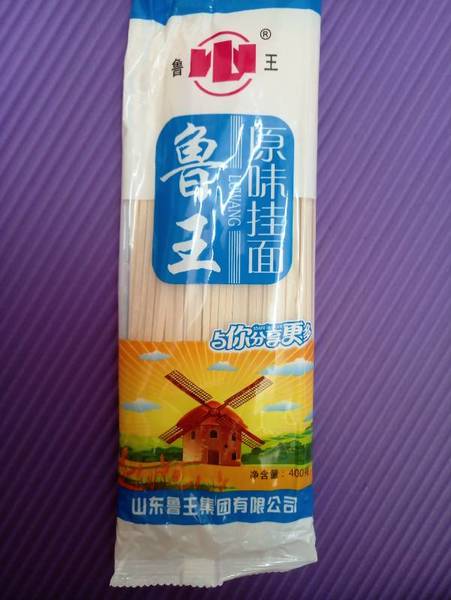 鲁 ® 王
鲁王
LUWANG
原味挂面
与你分享更多
净含量: 400
山东鲁王集团有限公司